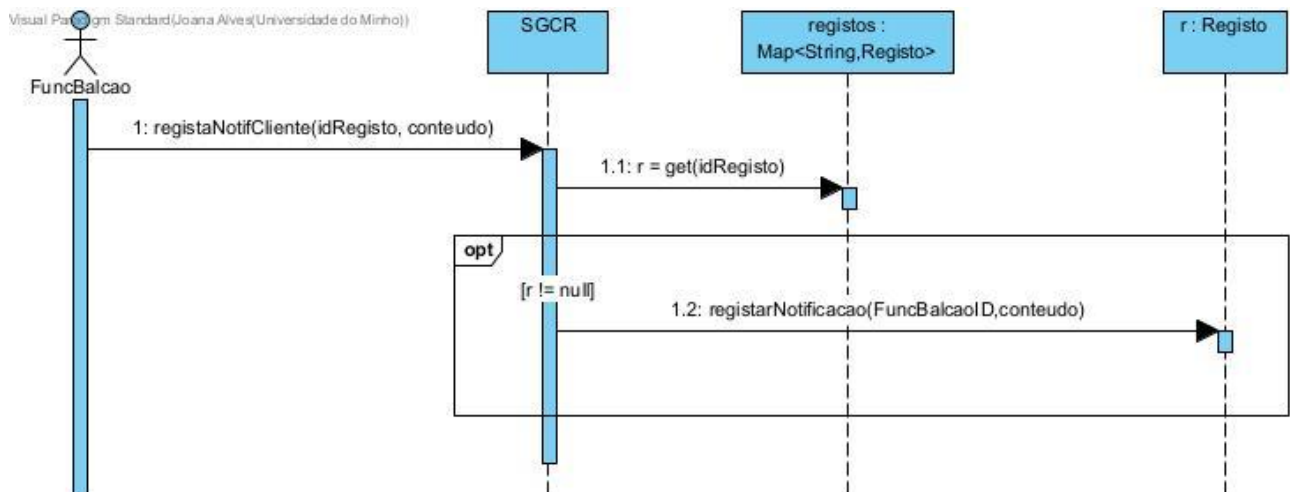 Visual Paradigm Standard(Joana Alves(Universidade do Minho))
FuncBalcao
SGCR
registos :
Map<String,Registo>
r : Registo
1: registaNotifCliente(idRegisto, conteudo)
1.1: r = get(idRegisto)
opt
[r != null]
1.2: registarNotificacao(FuncBalcaoID,conteudo)